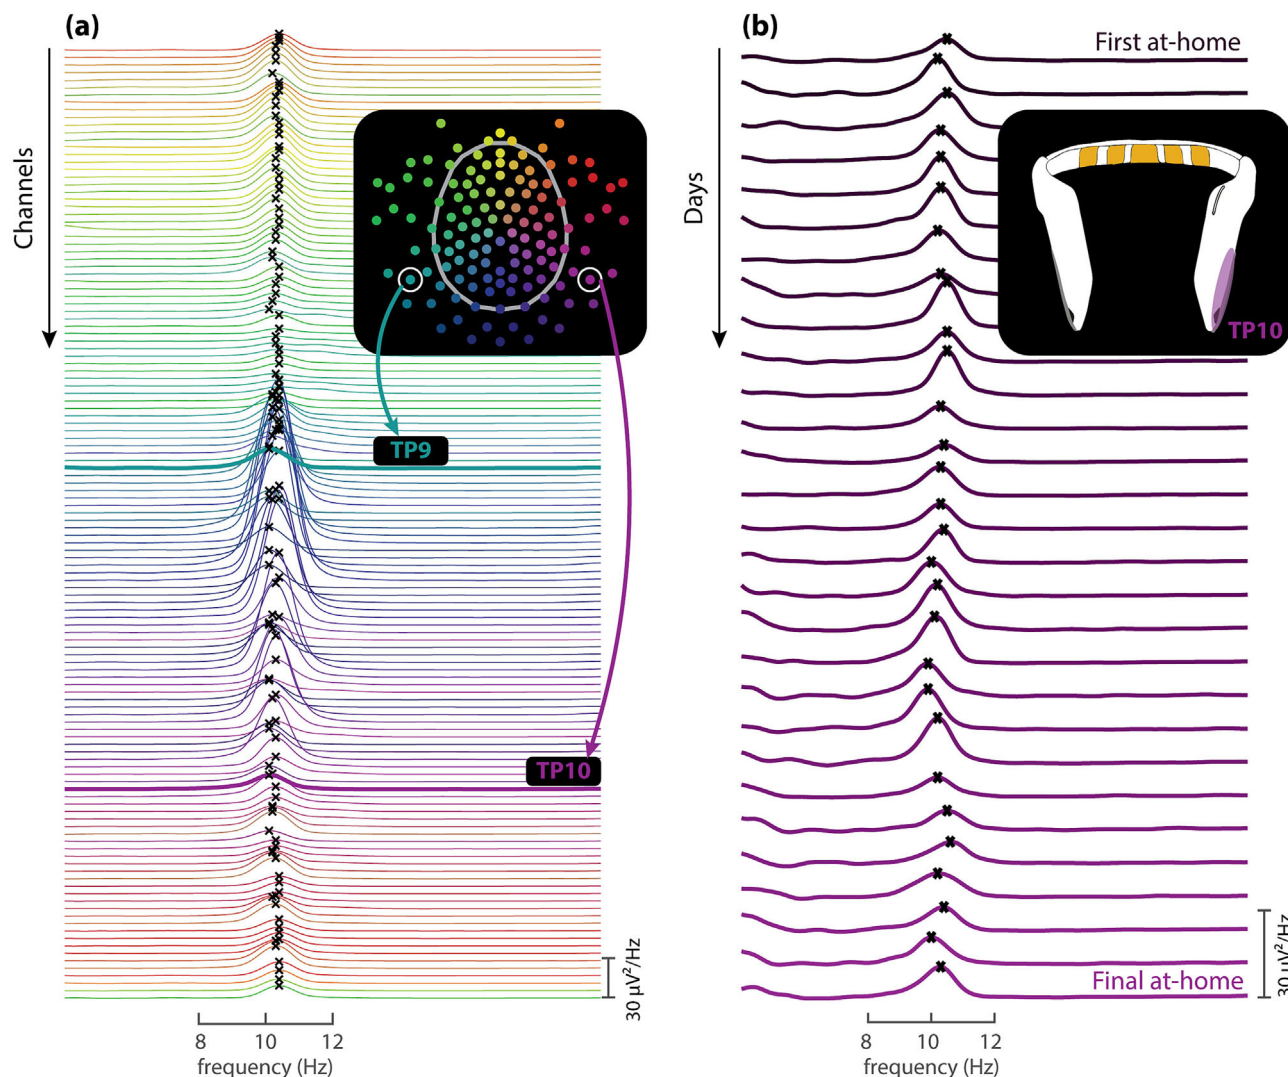 (a)
Channels
TP9
TP10
30 µV²/Hz
8 10 12
frequency (Hz)
(b)
First at-home
Days
TP10
Final at-home
30 µV²/Hz
8 10 12
frequency (Hz)